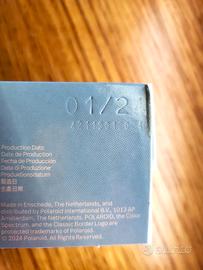 01/2
Production Date
Date de Production
Fecha de Producción
Data di Produzione
Produktionsdatum
製造日
Made in Enschede, The Netherlands, and
distributed by Polaroid International B.V., 1013 AP
Amsterdam, The Netherlands. POLAROID, the Color
Spectrum, and the Classic Border Logo are
protected trademarks of Polaroid.
© 2024 Polaroid. All Rights Reserved.